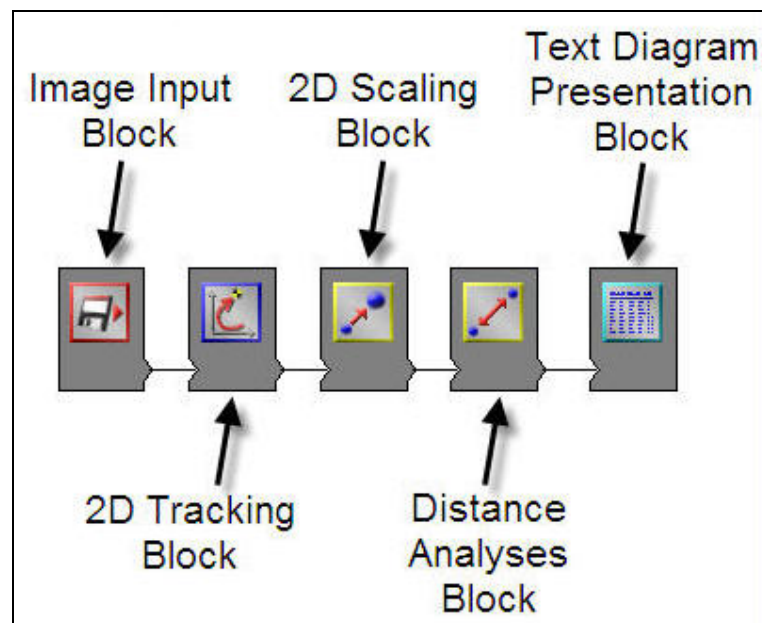 Image Input
Block
2D Scaling
Block
Text Diagram
Presentation
Block
2D Tracking
Block
Distance
Analyses
Block